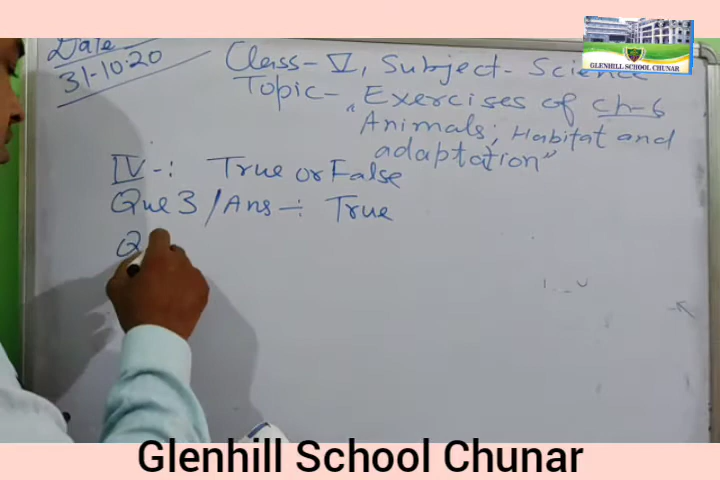 Date
31-10-20
Class-V, Subject- Science
Topic- "Exercises of Ch-6
Animals, Habitat and
adaptation"
IV-: True or False
Que 3/Ans-: True
Q
GLENHILL SCHOOL CHUNAR
Glenhill School Chunar